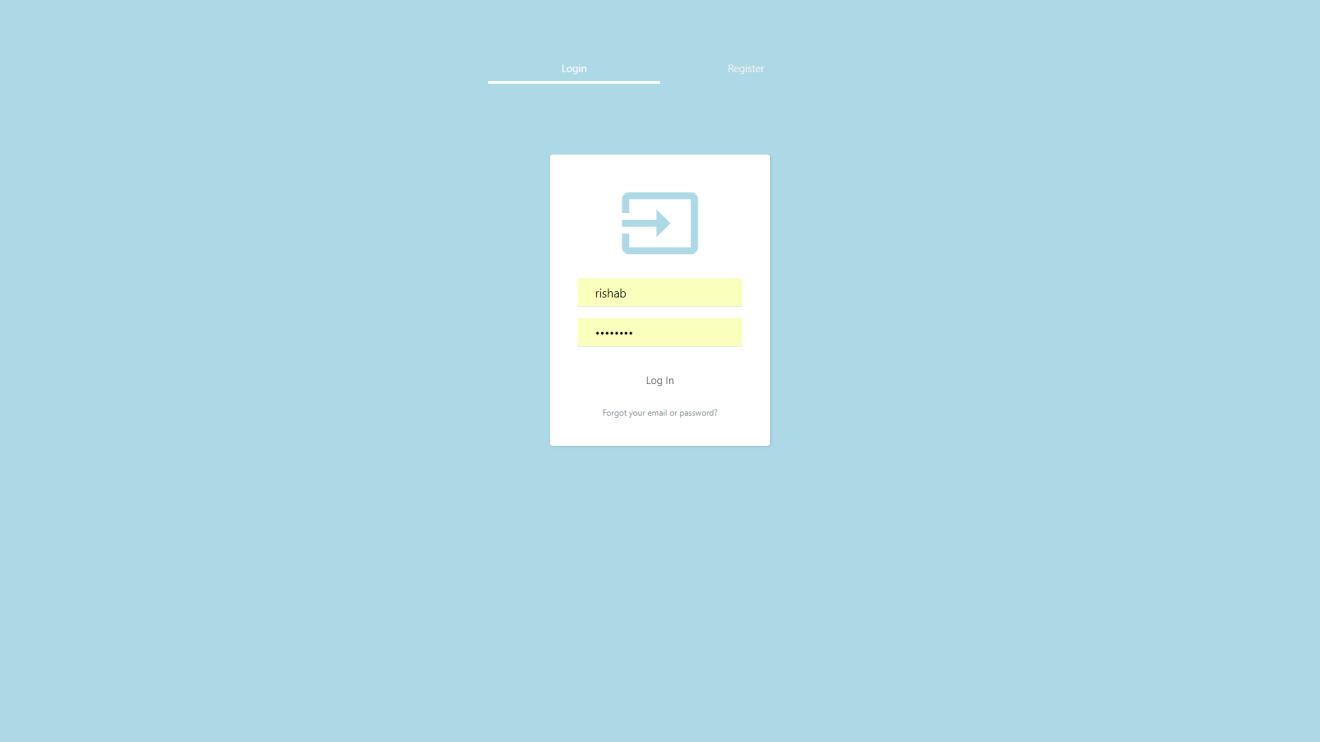 Login Register
rishab
••••••••
Log In
Forgot your email or password?